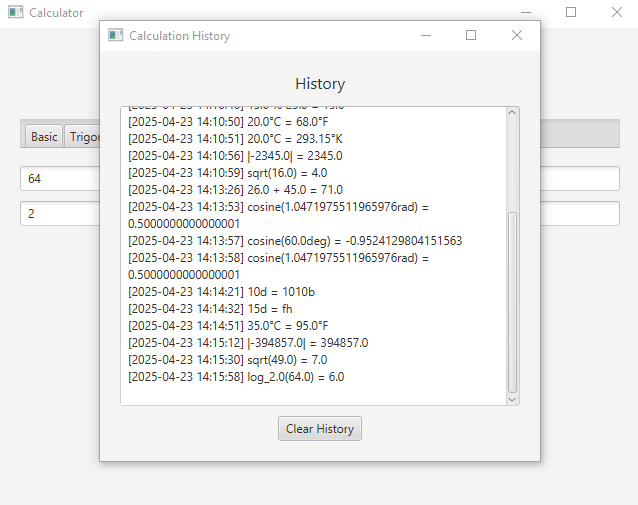 Calculator
Calculation History
History
[2025-04-23 14:10:50] 20.0°C = 68.0°F
[2025-04-23 14:10:51] 20.0°C = 293.15°K
[2025-04-23 14:10:56] |-2345.0| = 2345.0
[2025-04-23 14:10:59] sqrt(16.0) = 4.0
[2025-04-23 14:13:26] 26.0 + 45.0 = 71.0
[2025-04-23 14:13:53] cosine(1.0471975511965976rad) =
0.5000000000000001
[2025-04-23 14:13:57] cosine(60.0deg) = -0.9524129804151563
[2025-04-23 14:13:58] cosine(1.0471975511965976rad) =
0.5000000000000001
[2025-04-23 14:14:21] 10d = 1010b
[2025-04-23 14:14:32] 15d = fh
[2025-04-23 14:14:51] 35.0°C = 95.0°F
[2025-04-23 14:15:12] |-394857.0| = 394857.0
[2025-04-23 14:15:30] sqrt(49.0) = 7.0
[2025-04-23 14:15:58] log_2.0(64.0) = 6.0
Clear History
Basic
Trigon
64
2